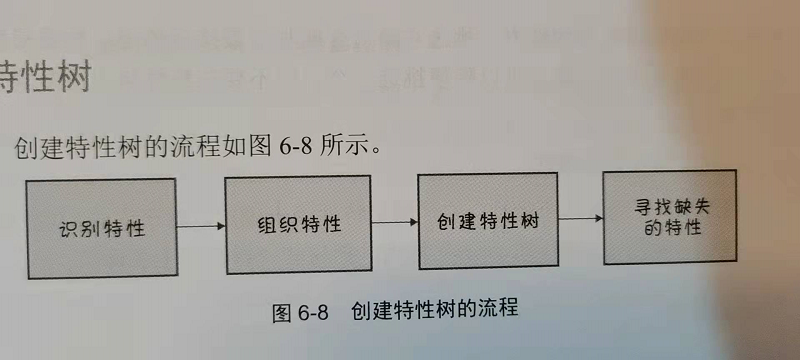 特性树
创建特性树的流程如图 6-8 所示。
识别特性
组织特性
创建特性树
寻找缺失
的特性
图 6-8 创建特性树的流程